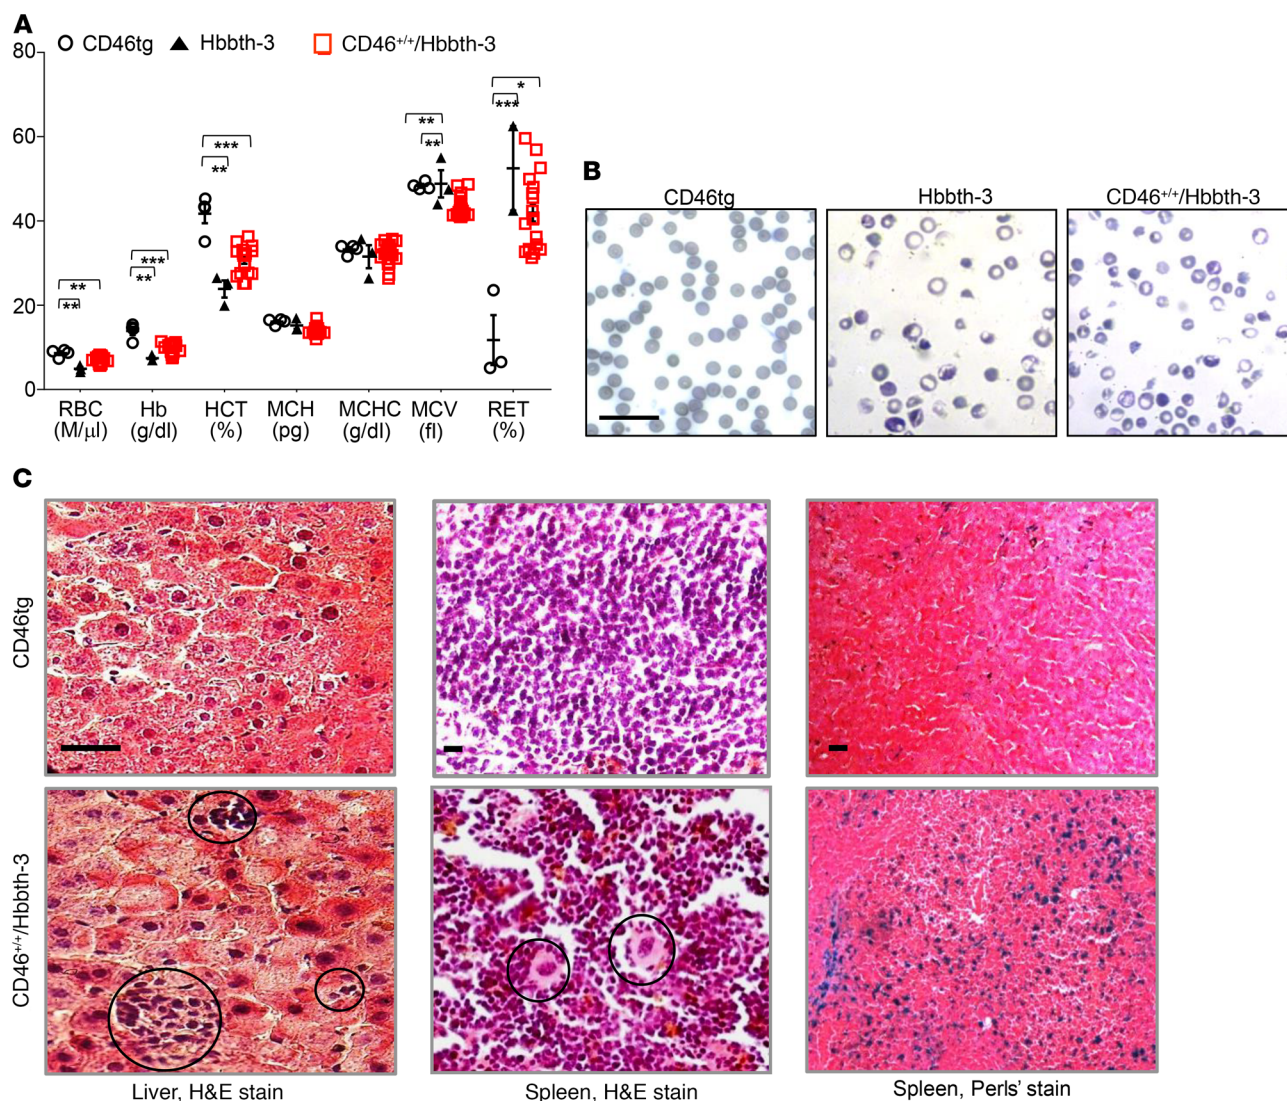 A
CD46tg Hbbth-3 CD46+/+/Hbbth-3
80
60
40
20
0
** **
** ***
** ***
** **
*** *
RBC Hb HCT MCH MCHC MCV RET
(M/µl) (g/dl) (%) (pg) (g/dl) (fl) (%)
B
CD46tg Hbbth-3 CD46+/+/Hbbth-3
C
CD46tg
CD46+/+/Hbbth-3
Liver, H&E stain Spleen, H&E stain Spleen, Perls' stain